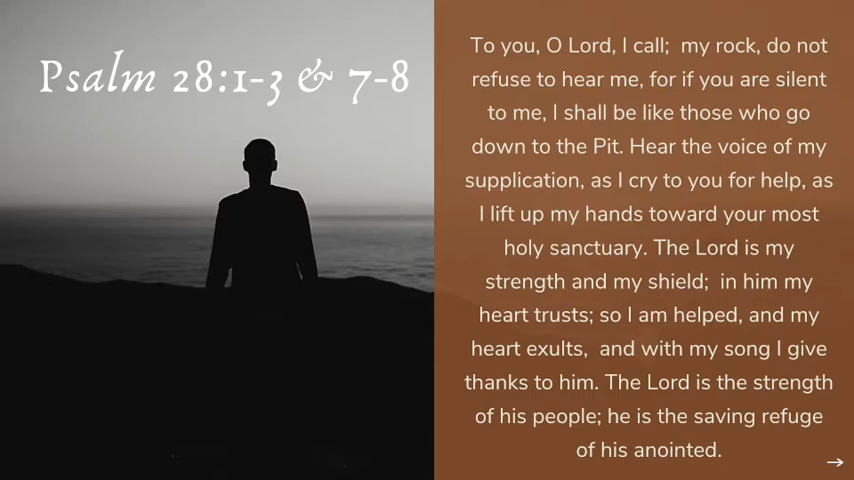 Psalm 28:1-3 & 7-8
To you, O Lord, I call; my rock, do not
refuse to hear me, for if you are silent
to me, I shall be like those who go
down to the Pit. Hear the voice of my
supplication, as I cry to you for help, as
I lift up my hands toward your most
holy sanctuary. The Lord is my
strength and my shield; in him my
heart trusts; so I am helped, and my
heart exults, and with my song I give
thanks to him. The Lord is the strength
of his people; he is the saving refuge
of his anointed.